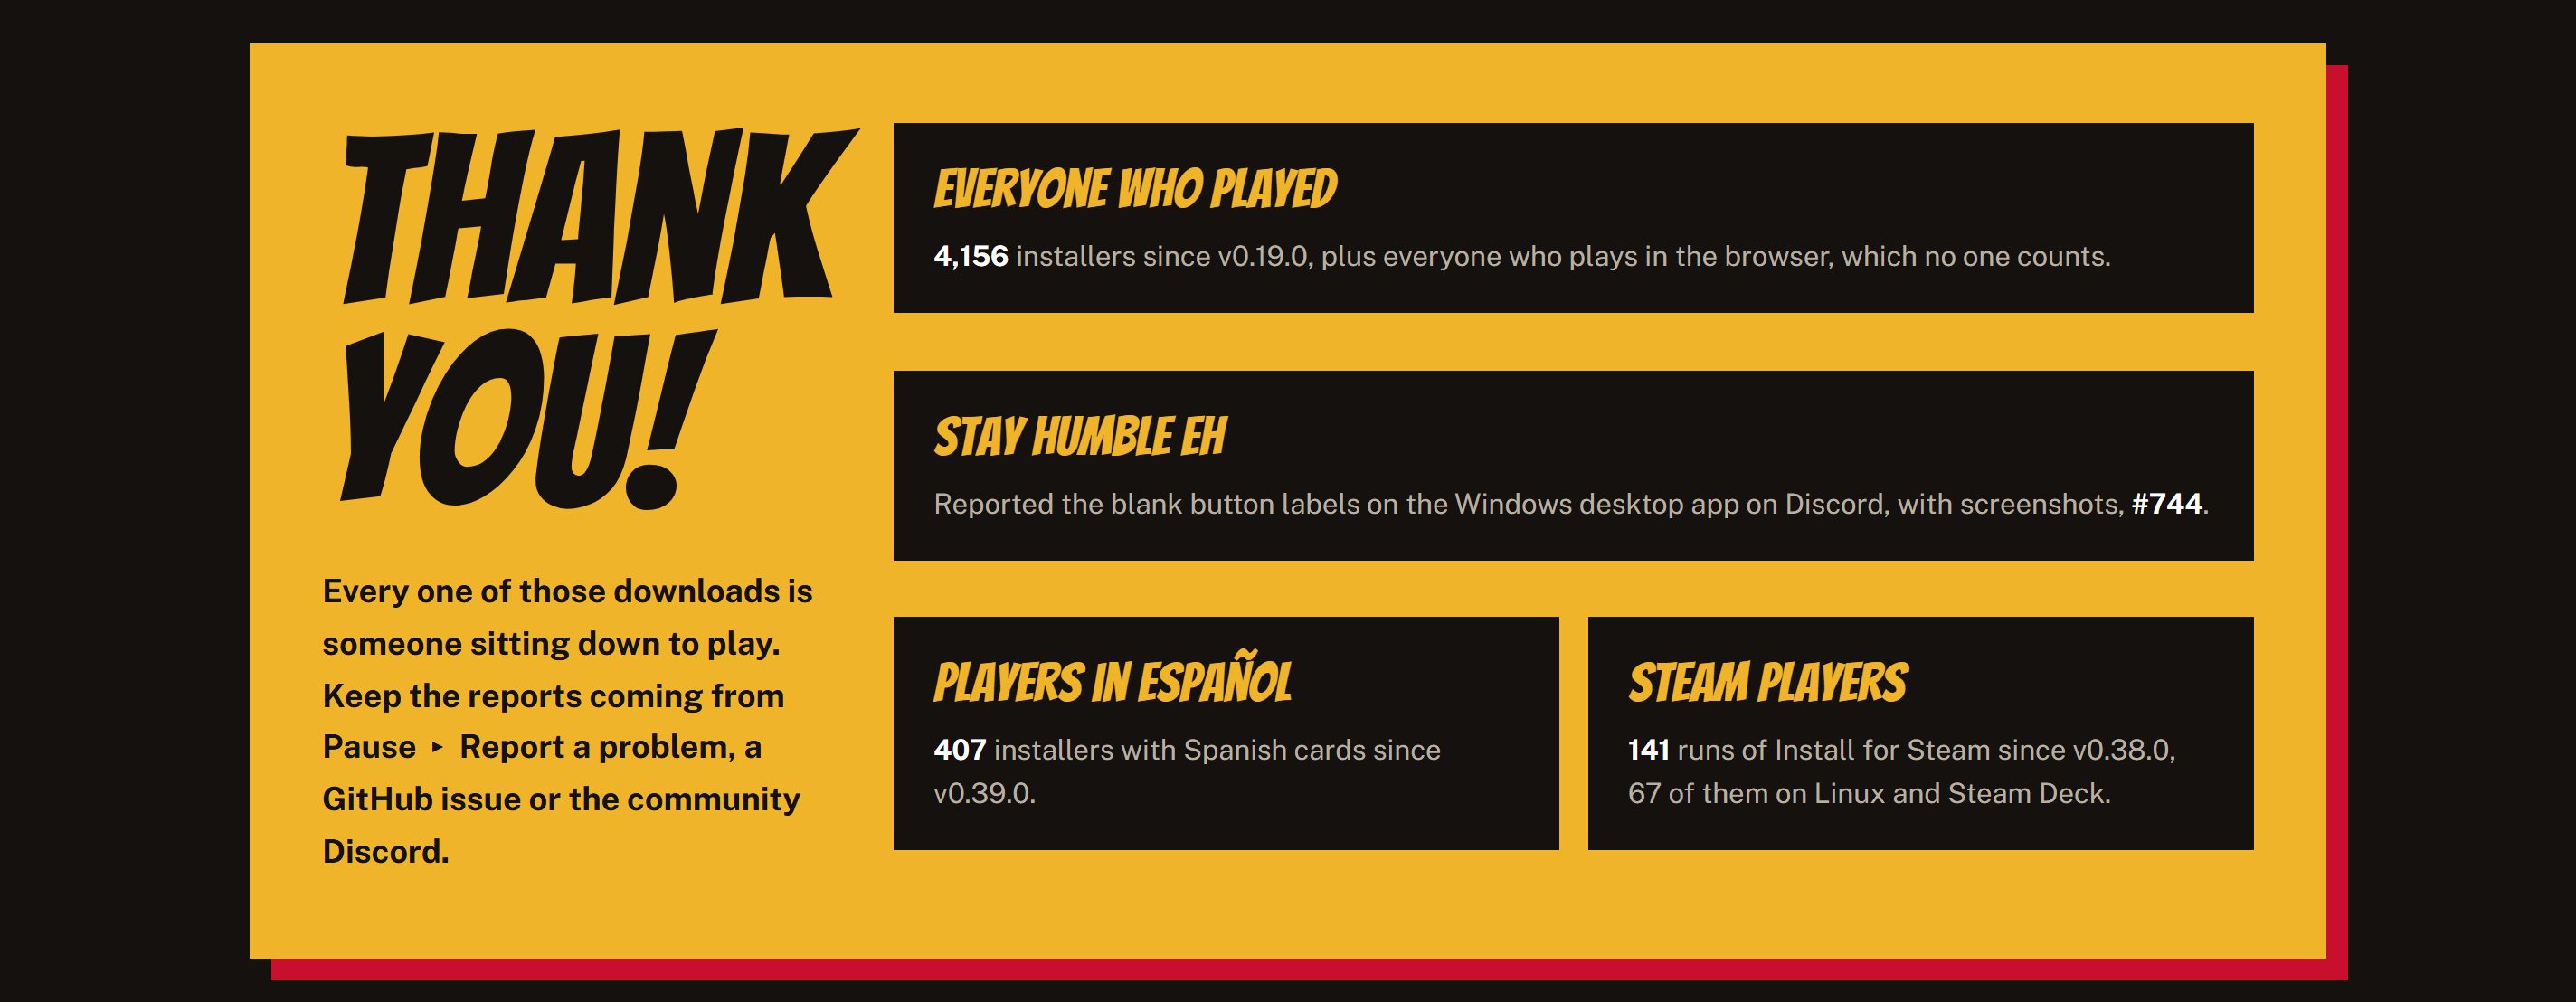 THANK
YOU!
Every one of those downloads is
someone sitting down to play.
Keep the reports coming from
Pause ▸ Report a problem, a
GitHub issue or the community
Discord.
EVERYONE WHO PLAYED
4,156 installers since v0.19.0, plus everyone who plays in the browser, which no one counts.
STAY HUMBLE EH
Reported the blank button labels on the Windows desktop app on Discord, with screenshots, #744.
PLAYERS IN ESPAÑOL
407 installers with Spanish cards since
v0.39.0.
STEAM PLAYERS
141 runs of Install for Steam since v0.38.0,
67 of them on Linux and Steam Deck.